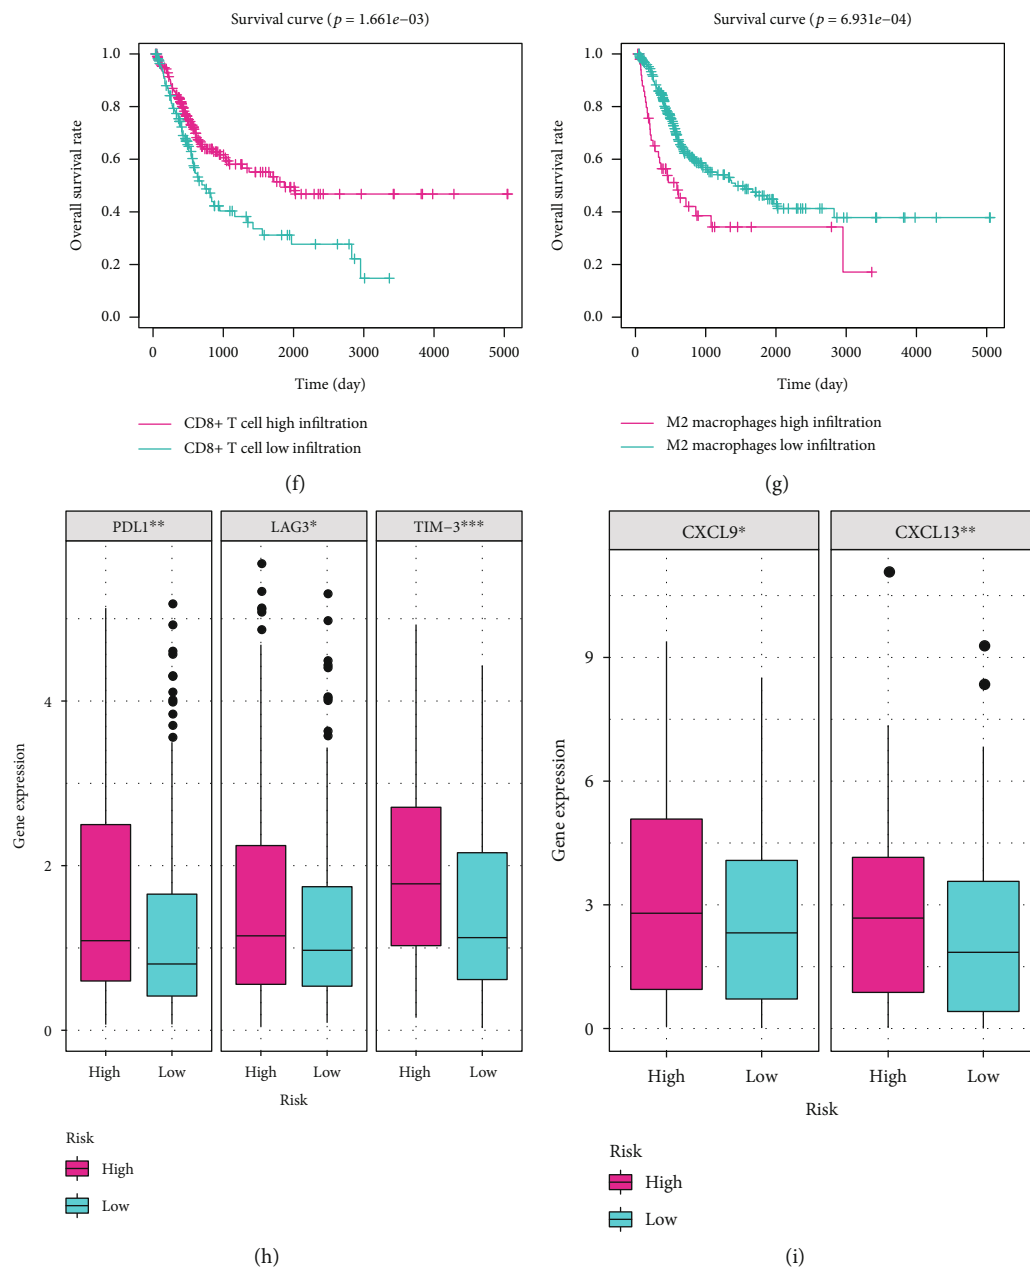 Survival curve (p = 1.661e−03)
Overall survival rate
1.0
0.8
0.6
0.4
0.2
0.0
0 1000 2000 3000 4000 5000
Time (day)
CD8+ T cell high infiltration
CD8+ T cell low infiltration
(f)
Survival curve (p = 6.931e−04)
Overall survival rate
1.0
0.8
0.6
0.4
0.2
0.0
0 1000 2000 3000 4000 5000
Time (day)
M2 macrophages high infiltration
M2 macrophages low infiltration
(g)
PDL1** LAG3* TIM−3***
Gene expression
4
2
0
High Low High Low High Low
Risk
Risk
High
Low
(h)
CXCL9* CXCL13**
Gene expression
9
6
3
0
High Low High Low
Risk
Risk
High
Low
(i)